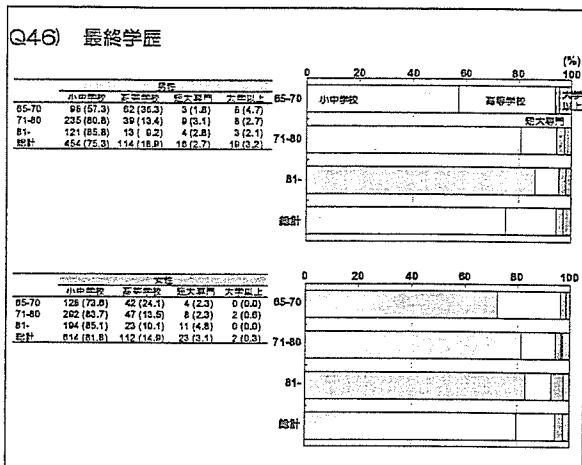 Q46) 最終学歴
男性
小中学校 高等学校 短大専門 大学以上
65-70 98 (57.3) 62 (36.3) 3 (1.8) 8 (4.7)
71-80 235 (80.8) 39 (13.4) 9 (3.1) 8 (2.7)
81- 121 (85.8) 13 ( 9.2) 4 (2.8) 3 (2.1)
総計 454 (75.3) 114 (18.9) 16 (2.7) 19 (3.2)
(%)
0 20 40 60 80 100
65-70 小中学校 高等学校 大学以上
短大専門
71-80
81-
総計
女性
小中学校 高等学校 短大専門 大学以上
65-70 128 (73.6) 42 (24.1) 4 (2.3) 0 (0.0)
71-80 292 (83.7) 47 (13.5) 8 (2.3) 2 (0.6)
81- 194 (85.1) 23 (10.1) 11 (4.8) 0 (0.0)
総計 614 (81.8) 112 (14.9) 23 (3.1) 2 (0.3)
0 20 40 60 80 100
65-70
71-80
81-
総計